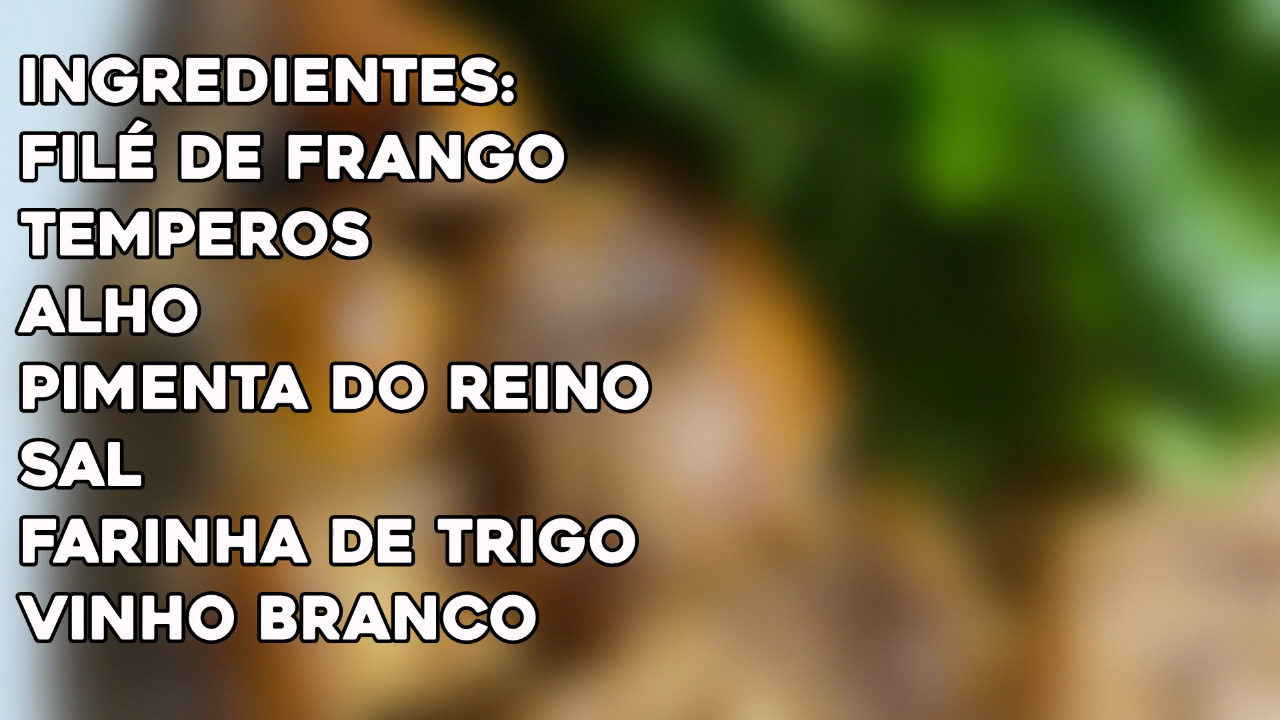 INGREDIENTES:
FILÉ DE FRANGO
TEMPEROS
ALHO
PIMENTA DO REINO
SAL
FARINHA DE TRIGO
VINHO BRANCO